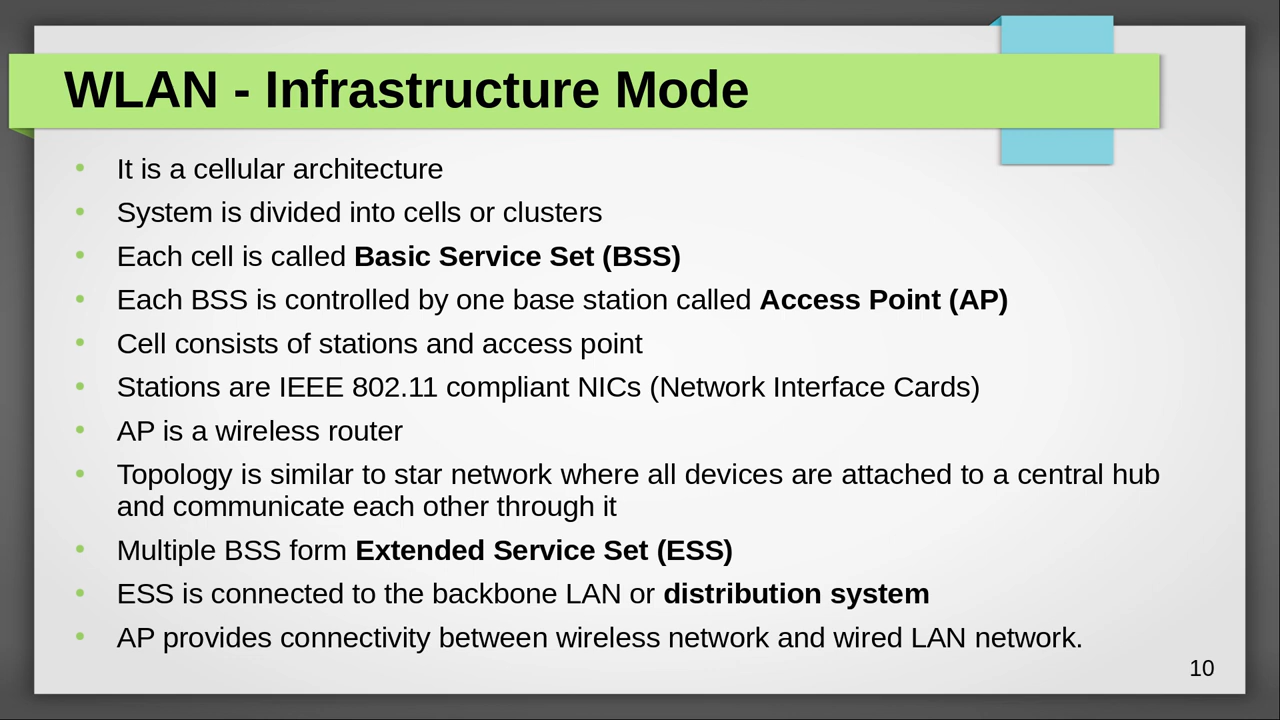 WLAN - Infrastructure Mode
• It is a cellular architecture
• System is divided into cells or clusters
• Each cell is called Basic Service Set (BSS)
• Each BSS is controlled by one base station called Access Point (AP)
• Cell consists of stations and access point
• Stations are IEEE 802.11 compliant NICs (Network Interface Cards)
• AP is a wireless router
• Topology is similar to star network where all devices are attached to a central hub
and communicate each other through it
• Multiple BSS form Extended Service Set (ESS)
• ESS is connected to the backbone LAN or distribution system
• AP provides connectivity between wireless network and wired LAN network.
10